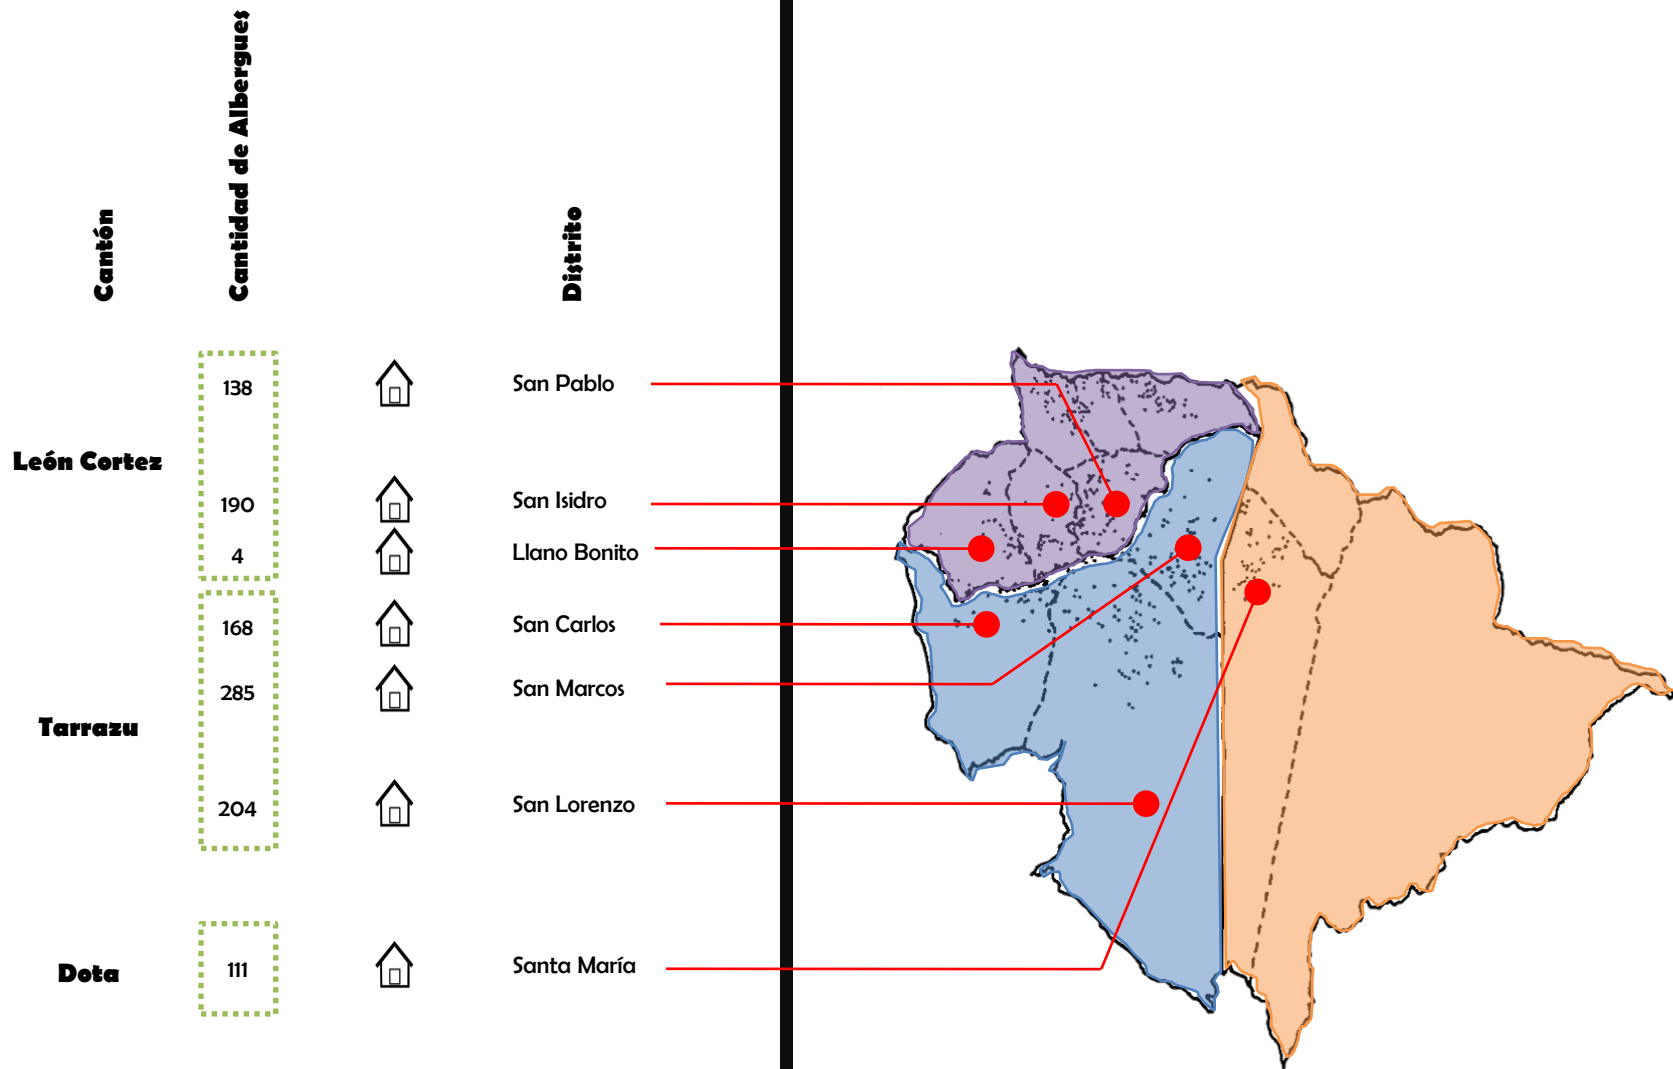 Cantón
Cantidad de Albergues
Distrito
León Cortez
138
San Pablo
190
San Isidro
4
Llano Bonito
Tarrazu
168
San Carlos
285
San Marcos
204
San Lorenzo
Dota
111
Santa María